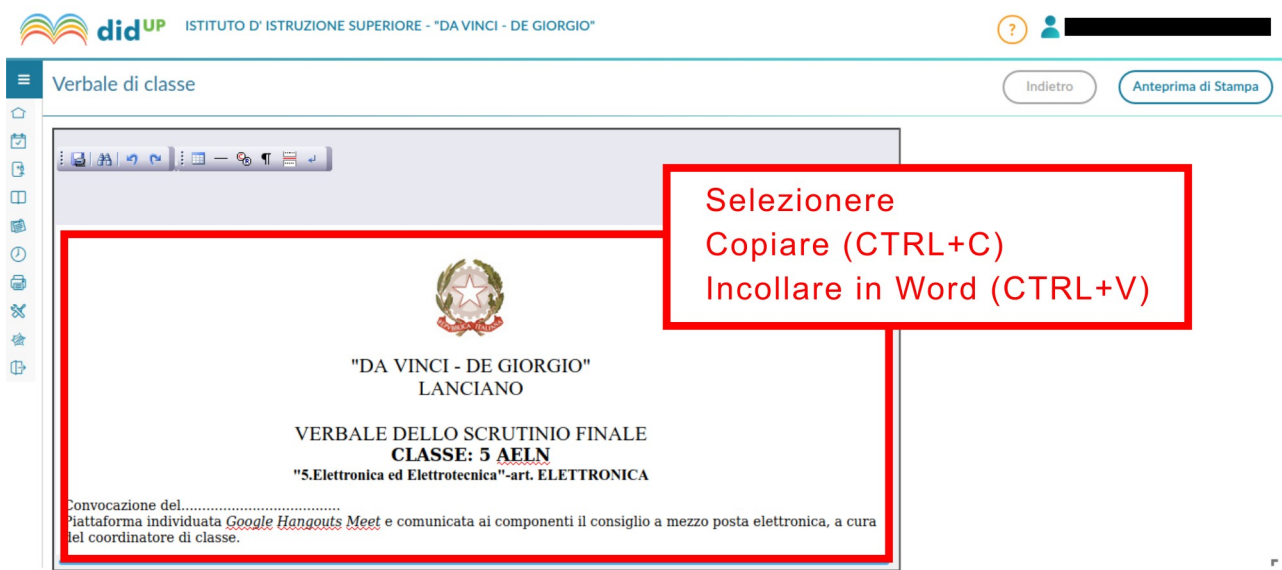 didUP ISTITUTO D' ISTRUZIONE SUPERIORE - "DA VINCI - DE GIORGIO" ?
Verbale di classe Indietro Anteprima di Stampa
Selezionere
Copiare (CTRL+C)
Incollare in Word (CTRL+V)
"DA VINCI - DE GIORGIO"
LANCIANO
VERBALE DELLO SCRUTINIO FINALE
CLASSE: 5 AELN
"5.Elettronica ed Elettrotecnica"-art. ELETTRONICA
Convocazione del......................................
Piattaforma individuata Google Hangouts Meet e comunicata ai componenti il consiglio a mezzo posta elettronica, a cura
del coordinatore di classe.